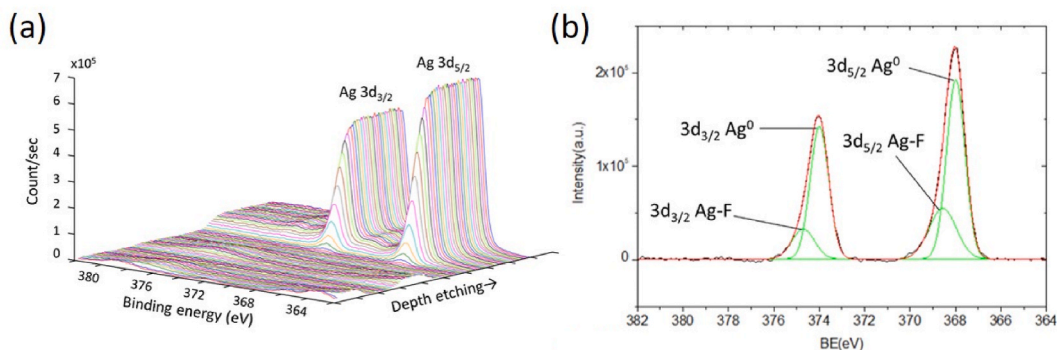 (a)
x10⁵
7
6
5
4
3
2
1
0
Count/sec
Ag 3d₃/₂
Ag 3d₅/₂
380
376
372
368
364
Binding energy (eV)
Depth etching→
(b)
2x10⁵
1x10⁵
0
Intensity(a.u.)
3d₅/₂ Ag⁰
3d₃/₂ Ag⁰
3d₅/₂ Ag-F
3d₃/₂ Ag-F
382 380 378 376 374 372 370 368 366 364
BE(eV)